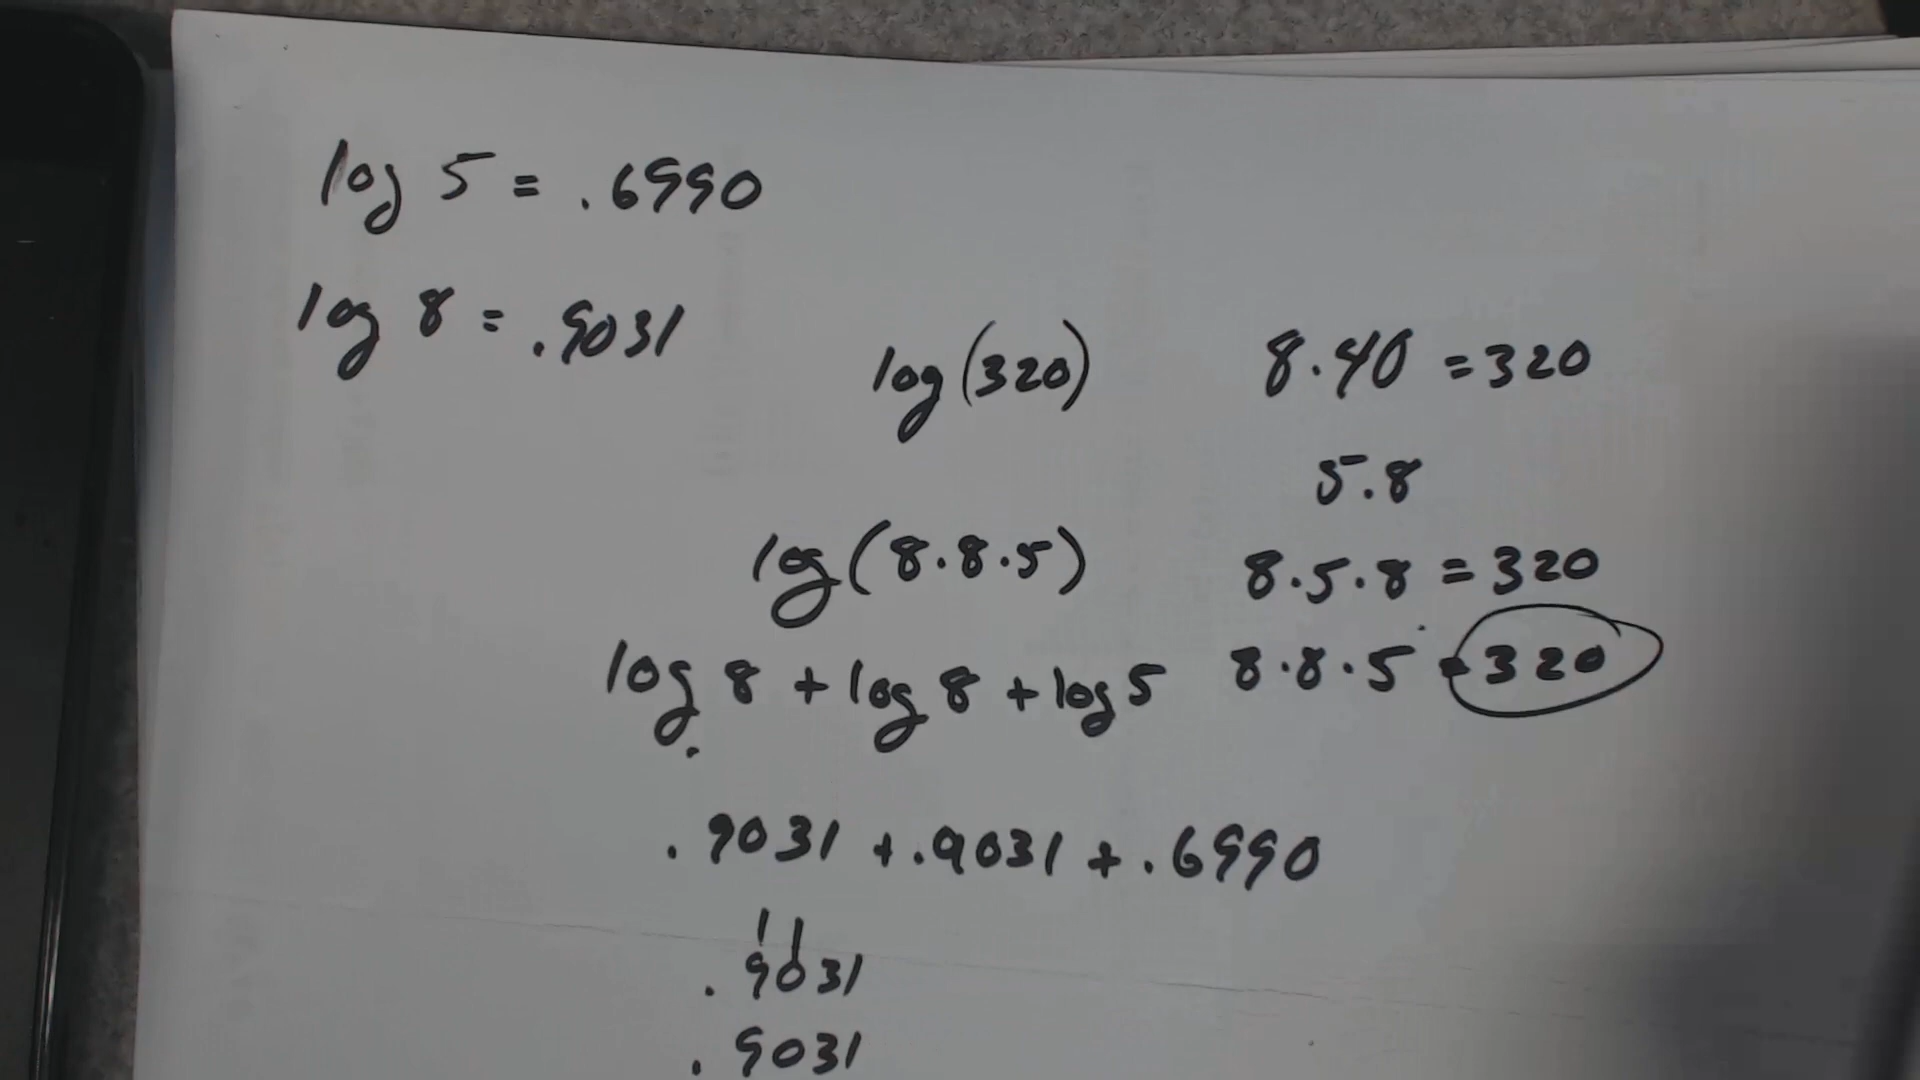 log 5 = .6990
log 8 = .9031
log(320)
8.40 = 320
5.8
log(8.8.5)
8.5.8 = 320
log 8 + log 8 + log 5
8.8.5 = 320
.9031 + .9031 + .6990
11
.9031
.9031